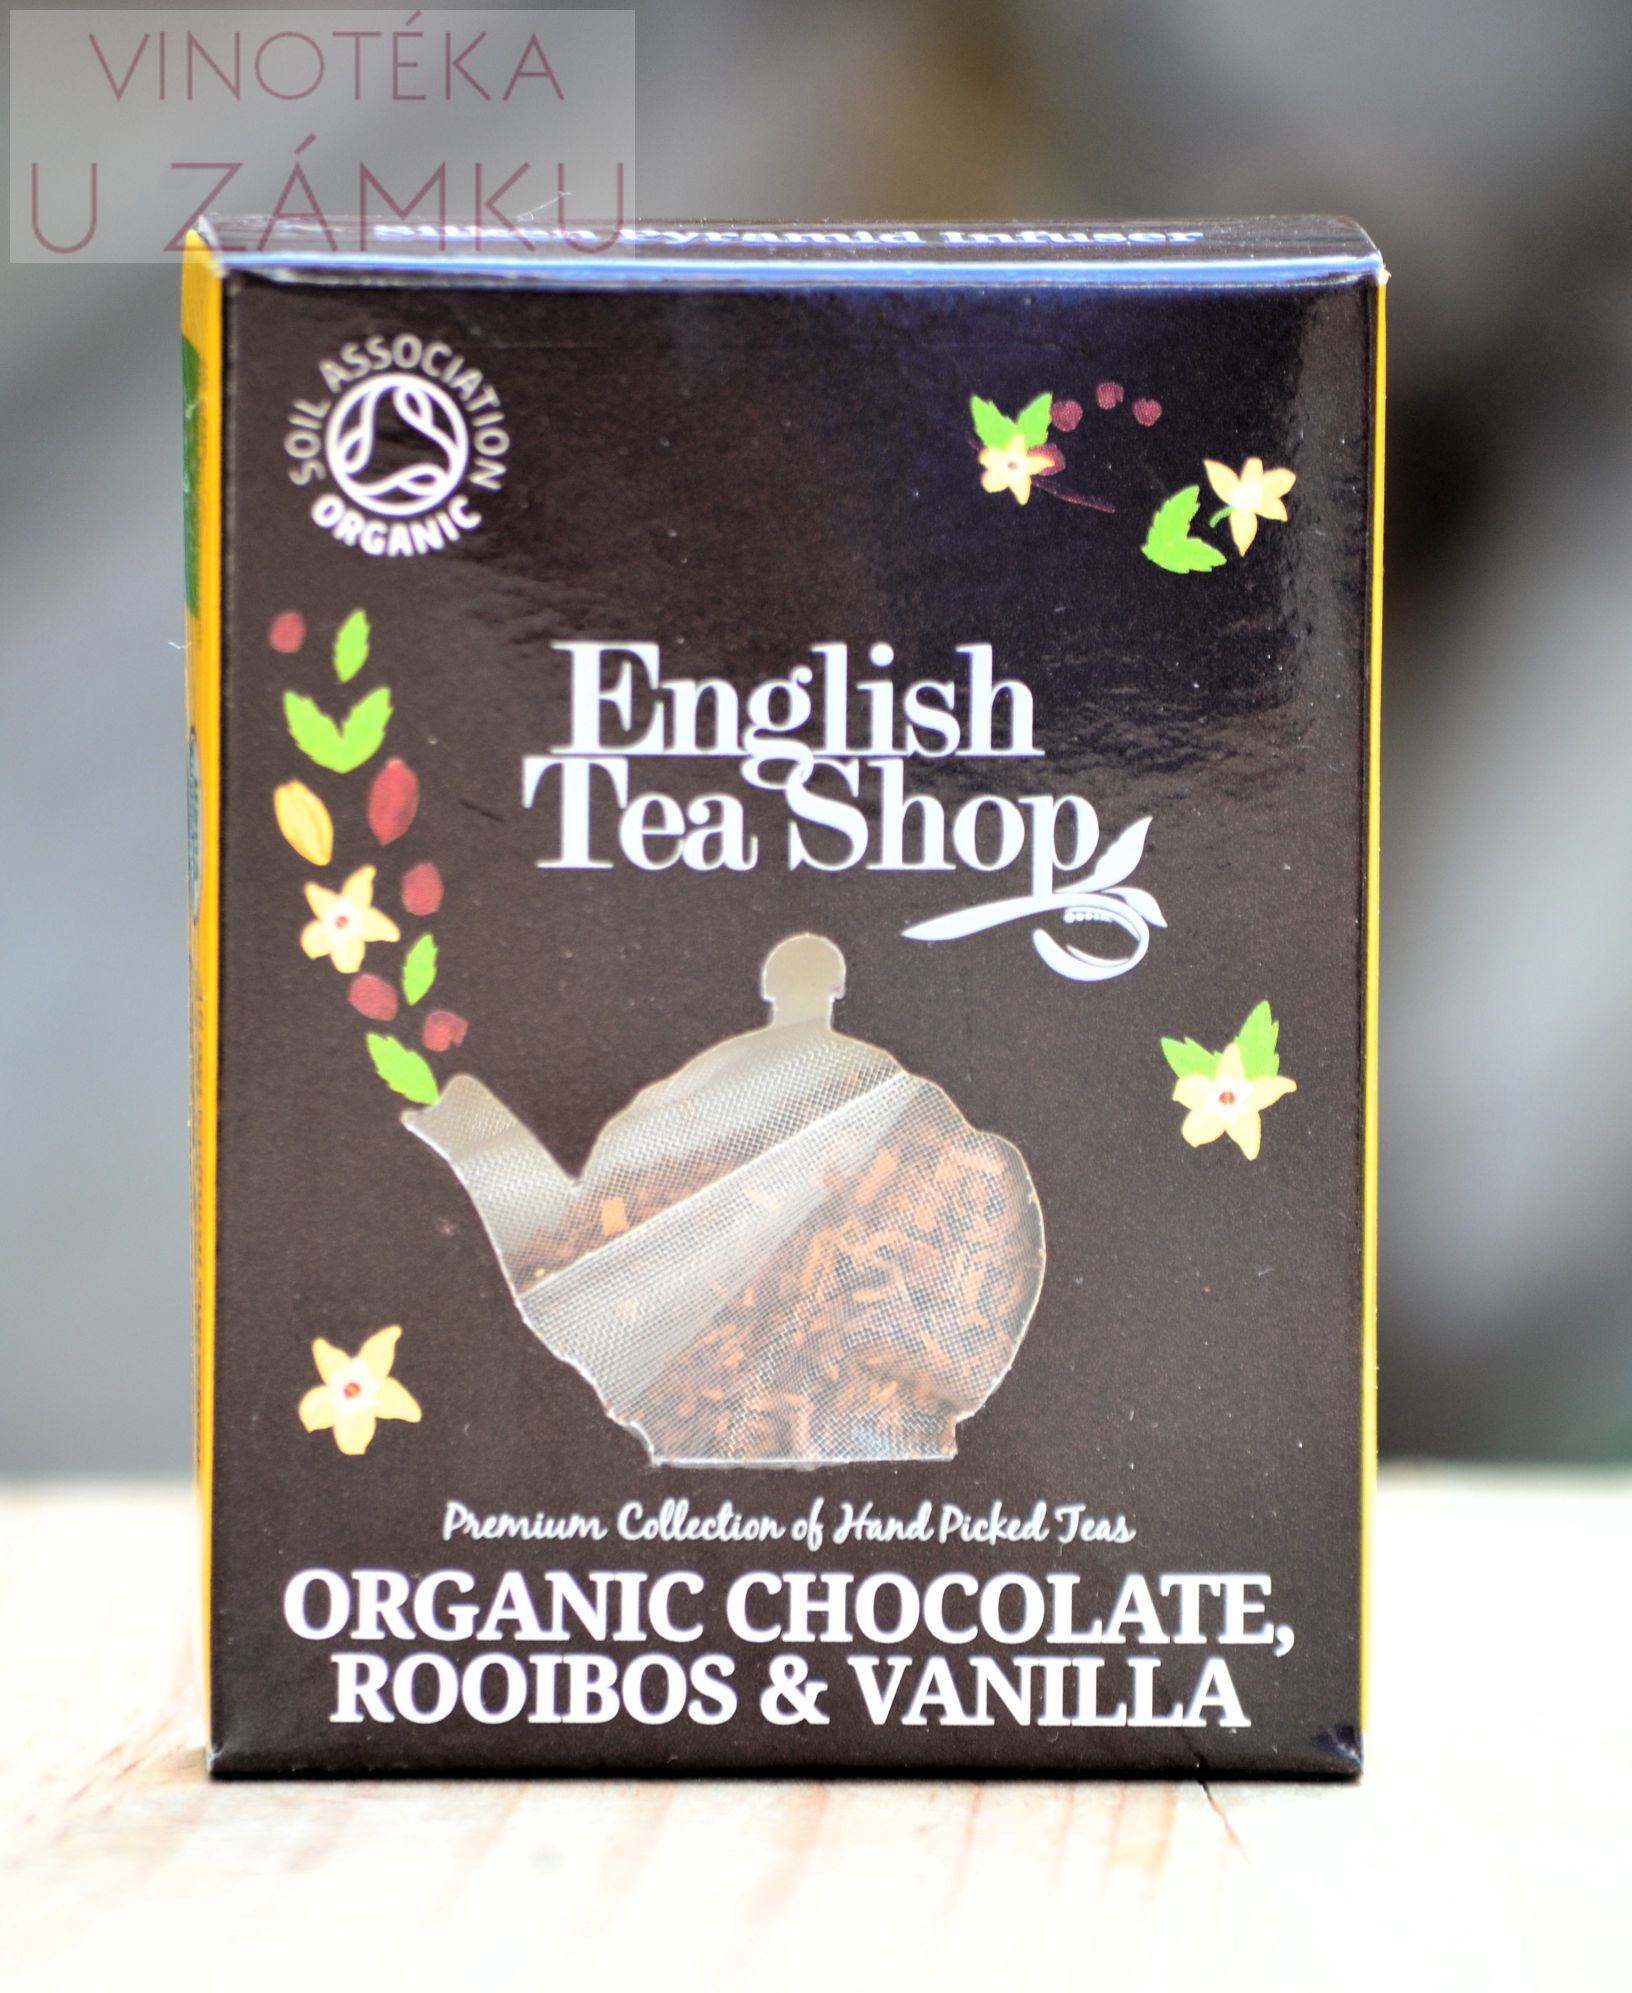 VINOTÉKA
U ZÁMKU
Pyramid Infuser
SOIL ASSOCIATION
ORGANIC
English
Tea Shop
Premium Collection of Hand Picked Teas
ORGANIC CHOCOLATE,
ROOIBOS & VANILLA